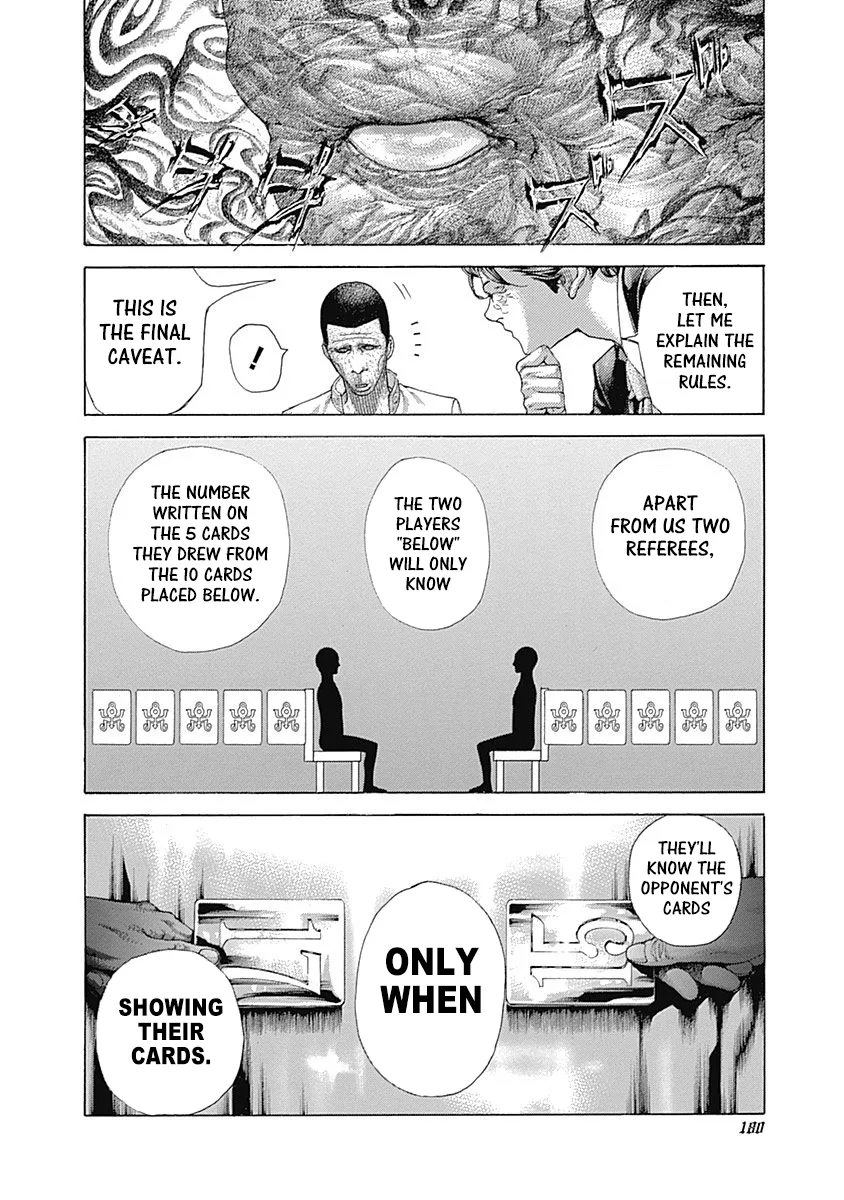 ズ
ズ
THEN,
LET ME
EXPLAIN THE
REMAINING
RULES.
!
THIS IS
THE FINAL
CAVEAT.
APART
FROM US TWO
REFEREES,
THE TWO
PLAYERS
"BELOW"
WILL ONLY
KNOW
THE NUMBER
WRITTEN ON
THE 5 CARDS
THEY DREW FROM
THE 10 CARDS
PLACED BELOW.
THEY'LL
KNOW THE
OPPONENT'S
CARDS
15
ONLY
WHEN
SHOWING
THEIR
CARDS.
180